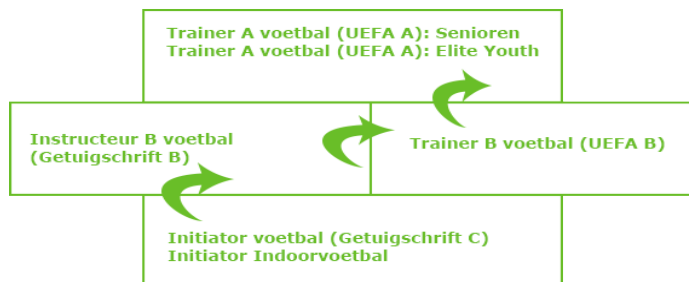 Trainer A voetbal (UEFA A): Senioren
Trainer A voetbal (UEFA A): Elite Youth
Instructeur B voetbal
(Getuigschrift B)
Trainer B voetbal (UEFA B)
Initiator voetbal (Getuigschrift C)
Initiator Indoorvoetbal